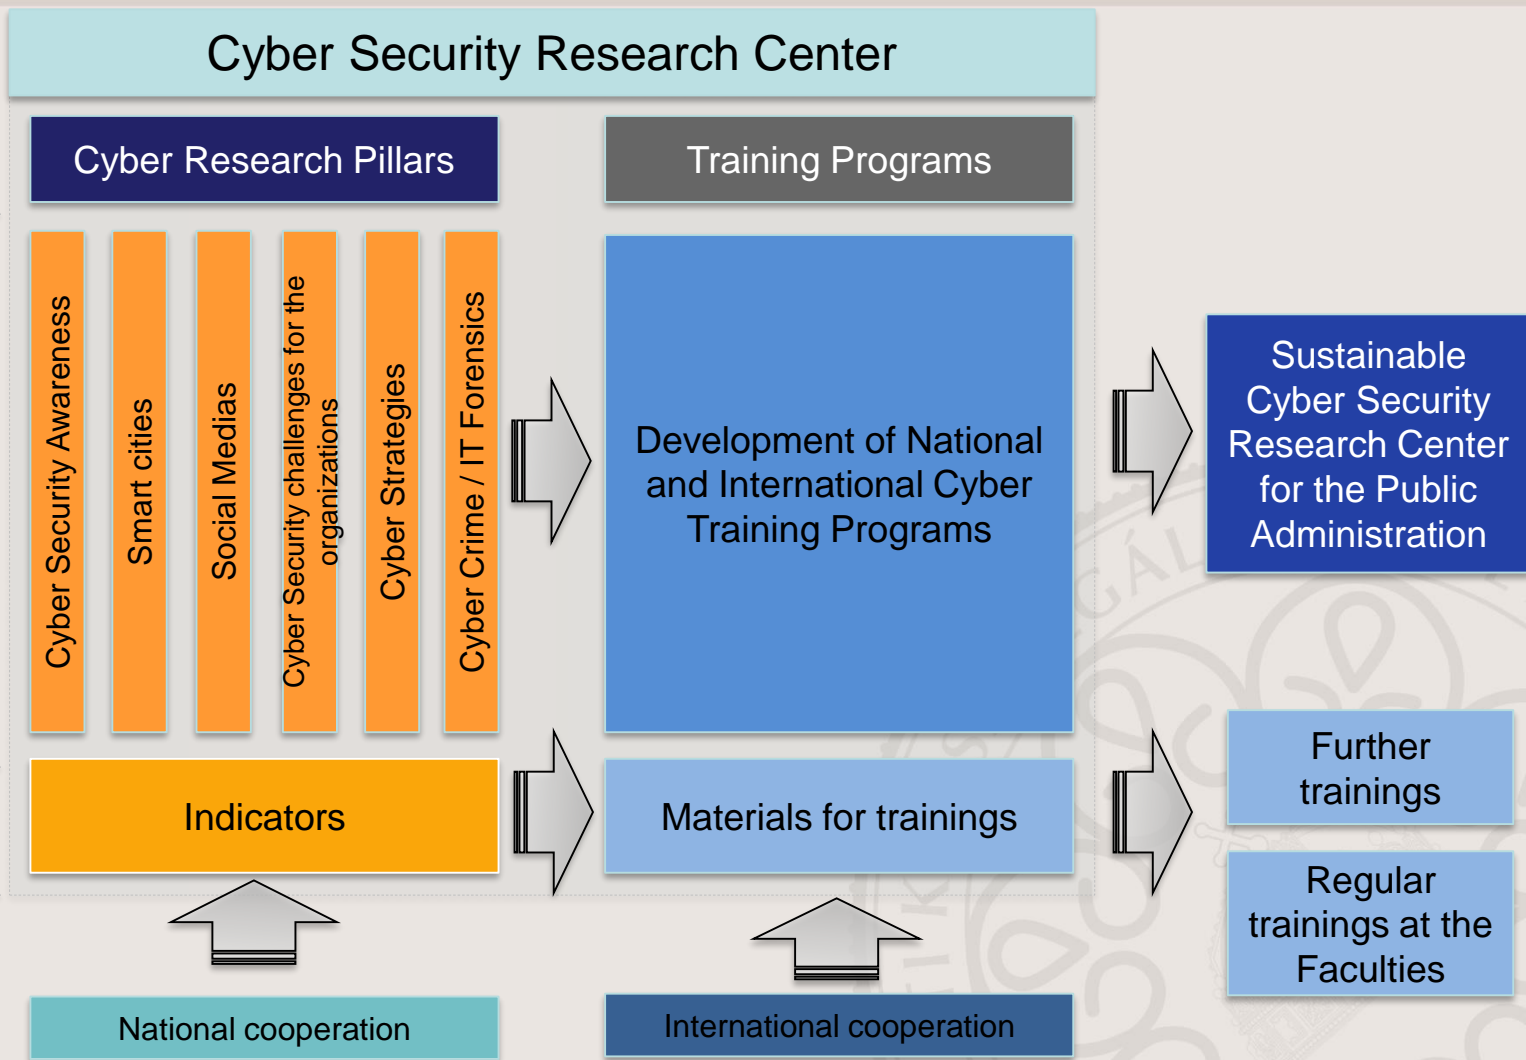 Cyber Security Research Center
Cyber Research Pillars
Training Programs
Cyber Security Awareness
Smart cities
Social Medias
Cyber Security challenges for the
organizations
Cyber Strategies
Cyber Crime / IT Forensics
Development of National
and International Cyber
Training Programs
Sustainable
Cyber Security
Research Center
for the Public
Administration
Indicators
Materials for trainings
Further
trainings
Regular
trainings at the
Faculties
National cooperation
International cooperation